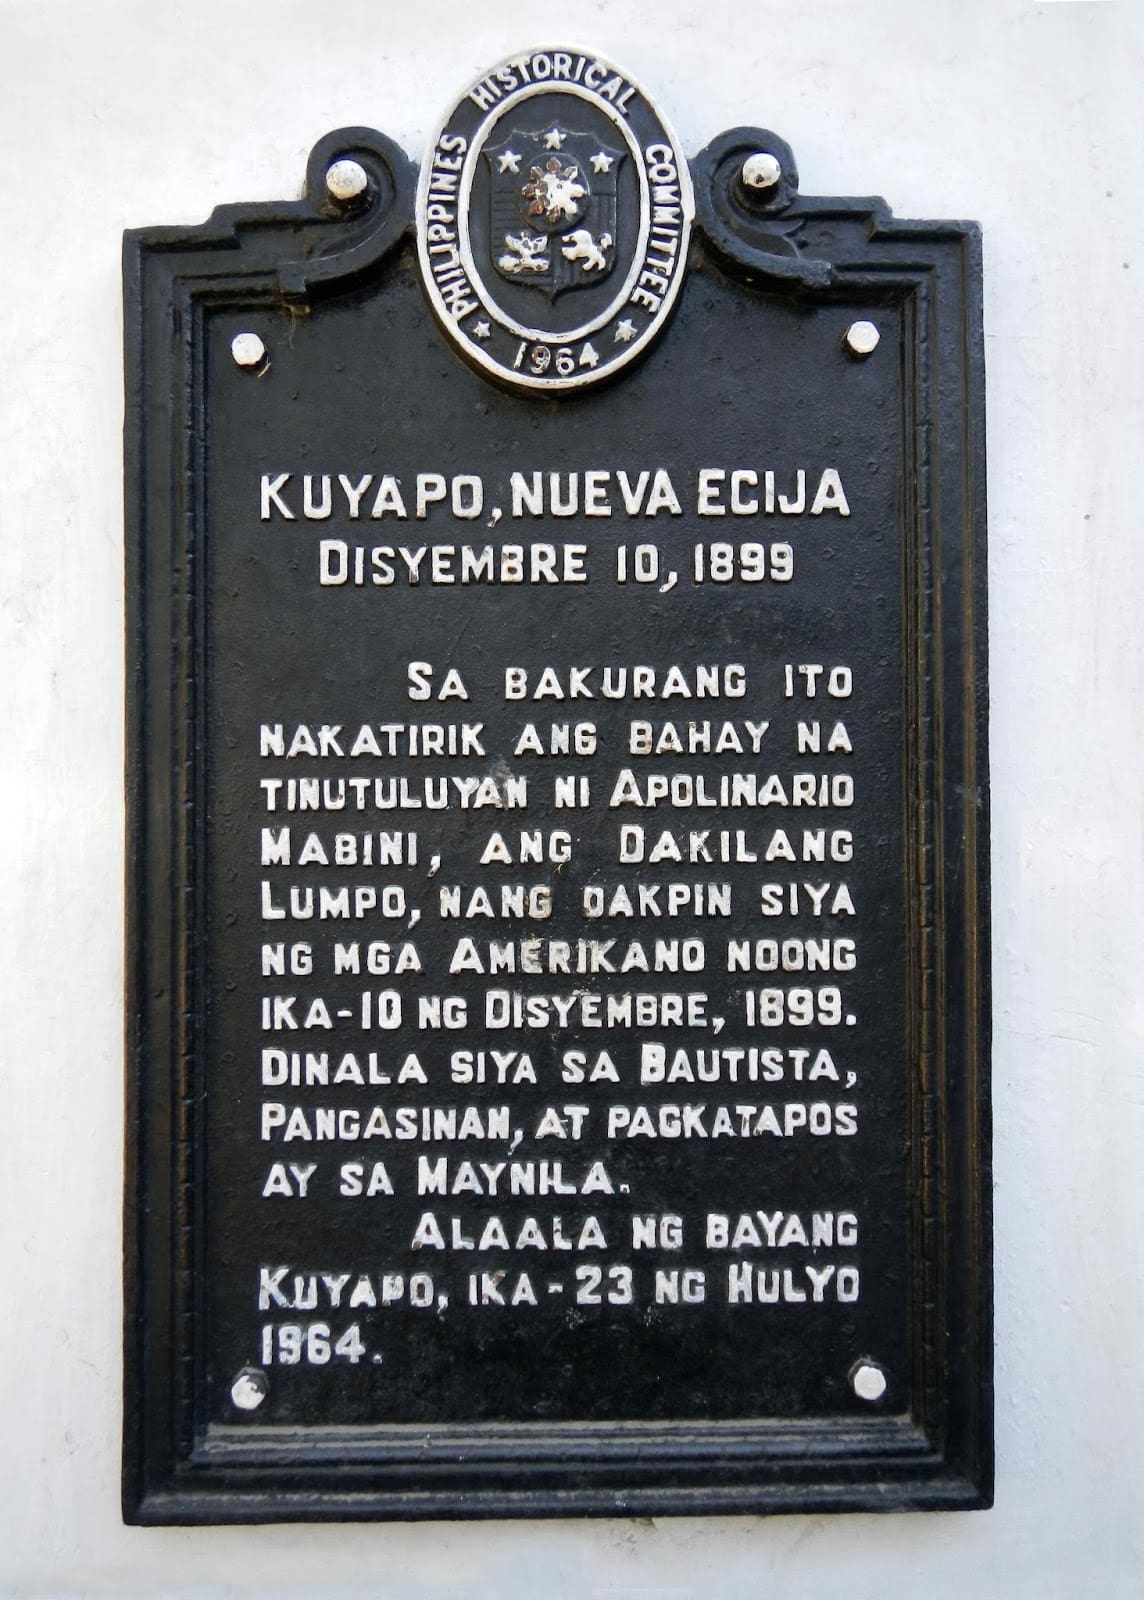 PHILIPPINES HISTORICAL COMMITTEE
1964
KUYAPO, NUEVA ECIJA
DISYEMBRE 10, 1899
SA BAKURANG ITO
NAKATIRIK ANG BAHAY NA
TINUTULUYAN NI APOLINARIO
MABINI, ANG DAKILANG
LUMPO, NANG DAKPIN SIYA
NG MGA AMERIKANO NOONG
IKA-10 NG DISYEMBRE, 1899.
DINALA SIYA SA BAUTISTA,
PANGASINAN, AT PAGKATAPOS
AY SA MAYNILA.
ALAALA NG BAYANG
KUYAPO, IKA-23 NG HULYO
1964.